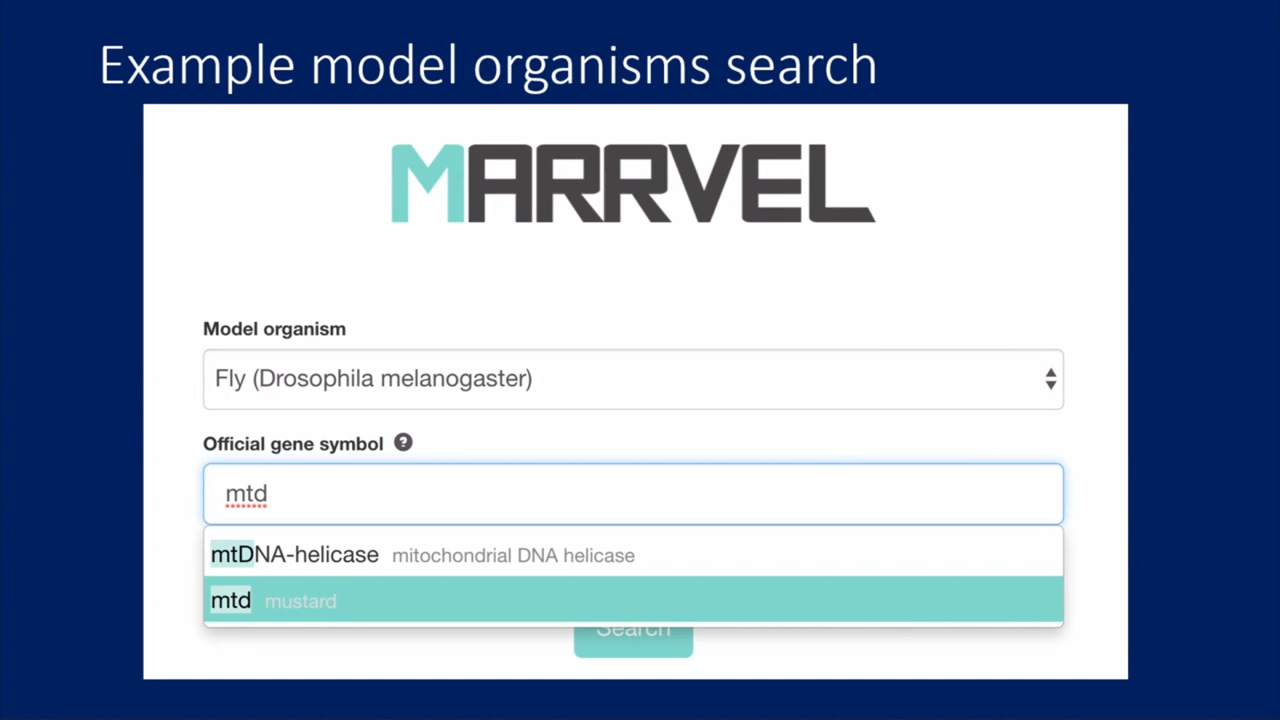 Example model organisms search
MARRVEL
Model organism
Fly (Drosophila melanogaster)
Official gene symbol ?
mtd
mtDNA-helicase mitochondrial DNA helicase
mtd mustard
Search